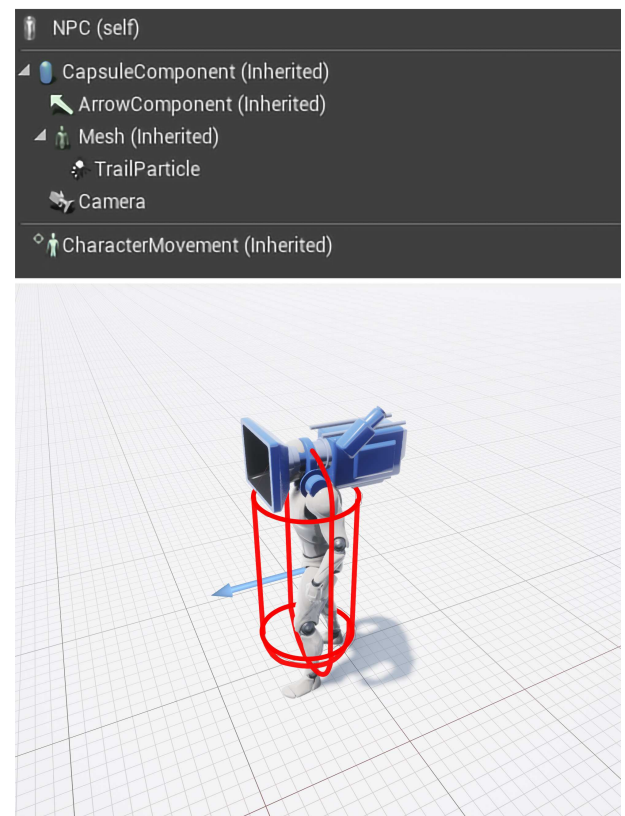 NPC (self)
CapsuleComponent (Inherited)
ArrowComponent (Inherited)
Mesh (Inherited)
TrailParticle
Camera
CharacterMovement (Inherited)